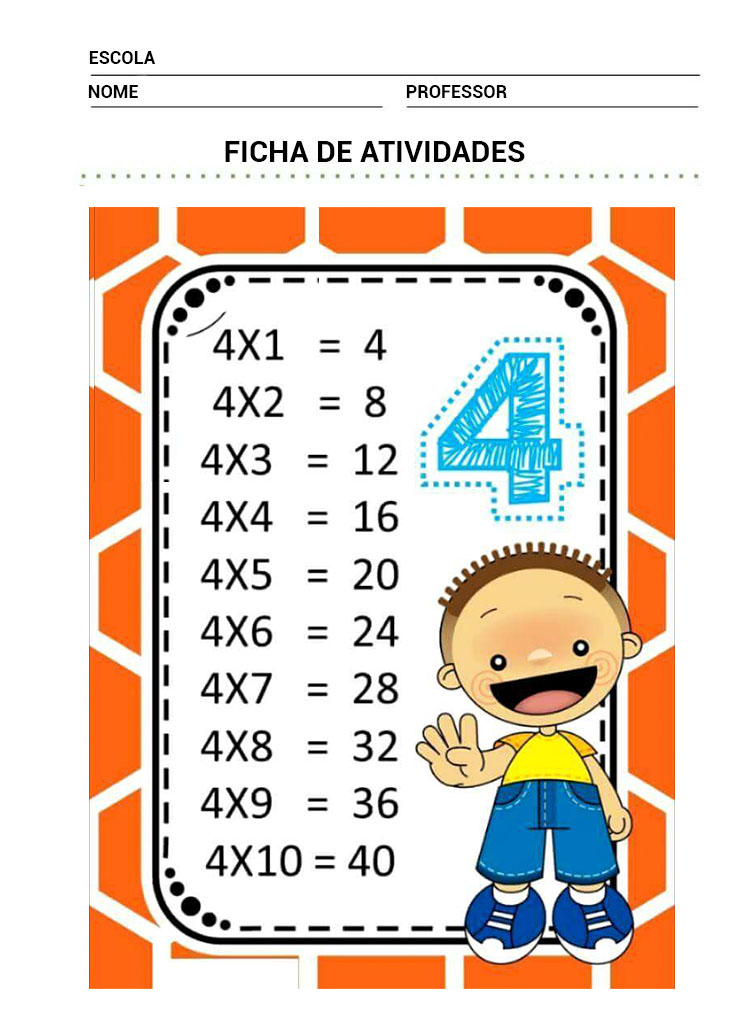 ESCOLA
NOME PROFESSOR
FICHA DE ATIVIDADES
4X1 = 4
4X2 = 8
4X3 = 12
4X4 = 16
4X5 = 20
4X6 = 24
4X7 = 28
4X8 = 32
4X9 = 36
4X10 = 40
4